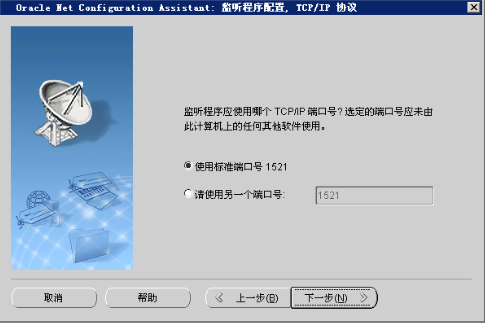 Oracle Net Configuration Assistant: 监听程序配置, TCP/IP 协议
监听程序应使用哪个 TCP/IP 端口号? 选定的端口号应未由
此计算机上的任何其他软件使用。
使用标准端口号 1521
请使用另一个端口号: 1521
取消 帮助 上一步(B) 下一步(N)